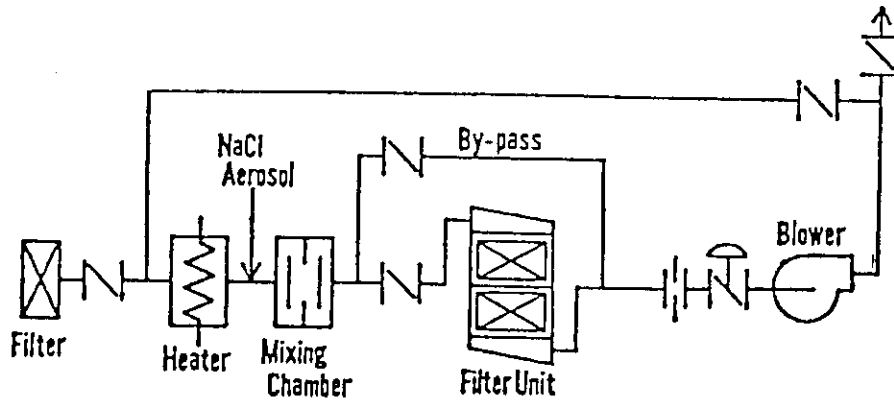 NaCl
Aerosol
By-pass
Blower
Filter
Heater
Mixing
Chamber
Filter Unit